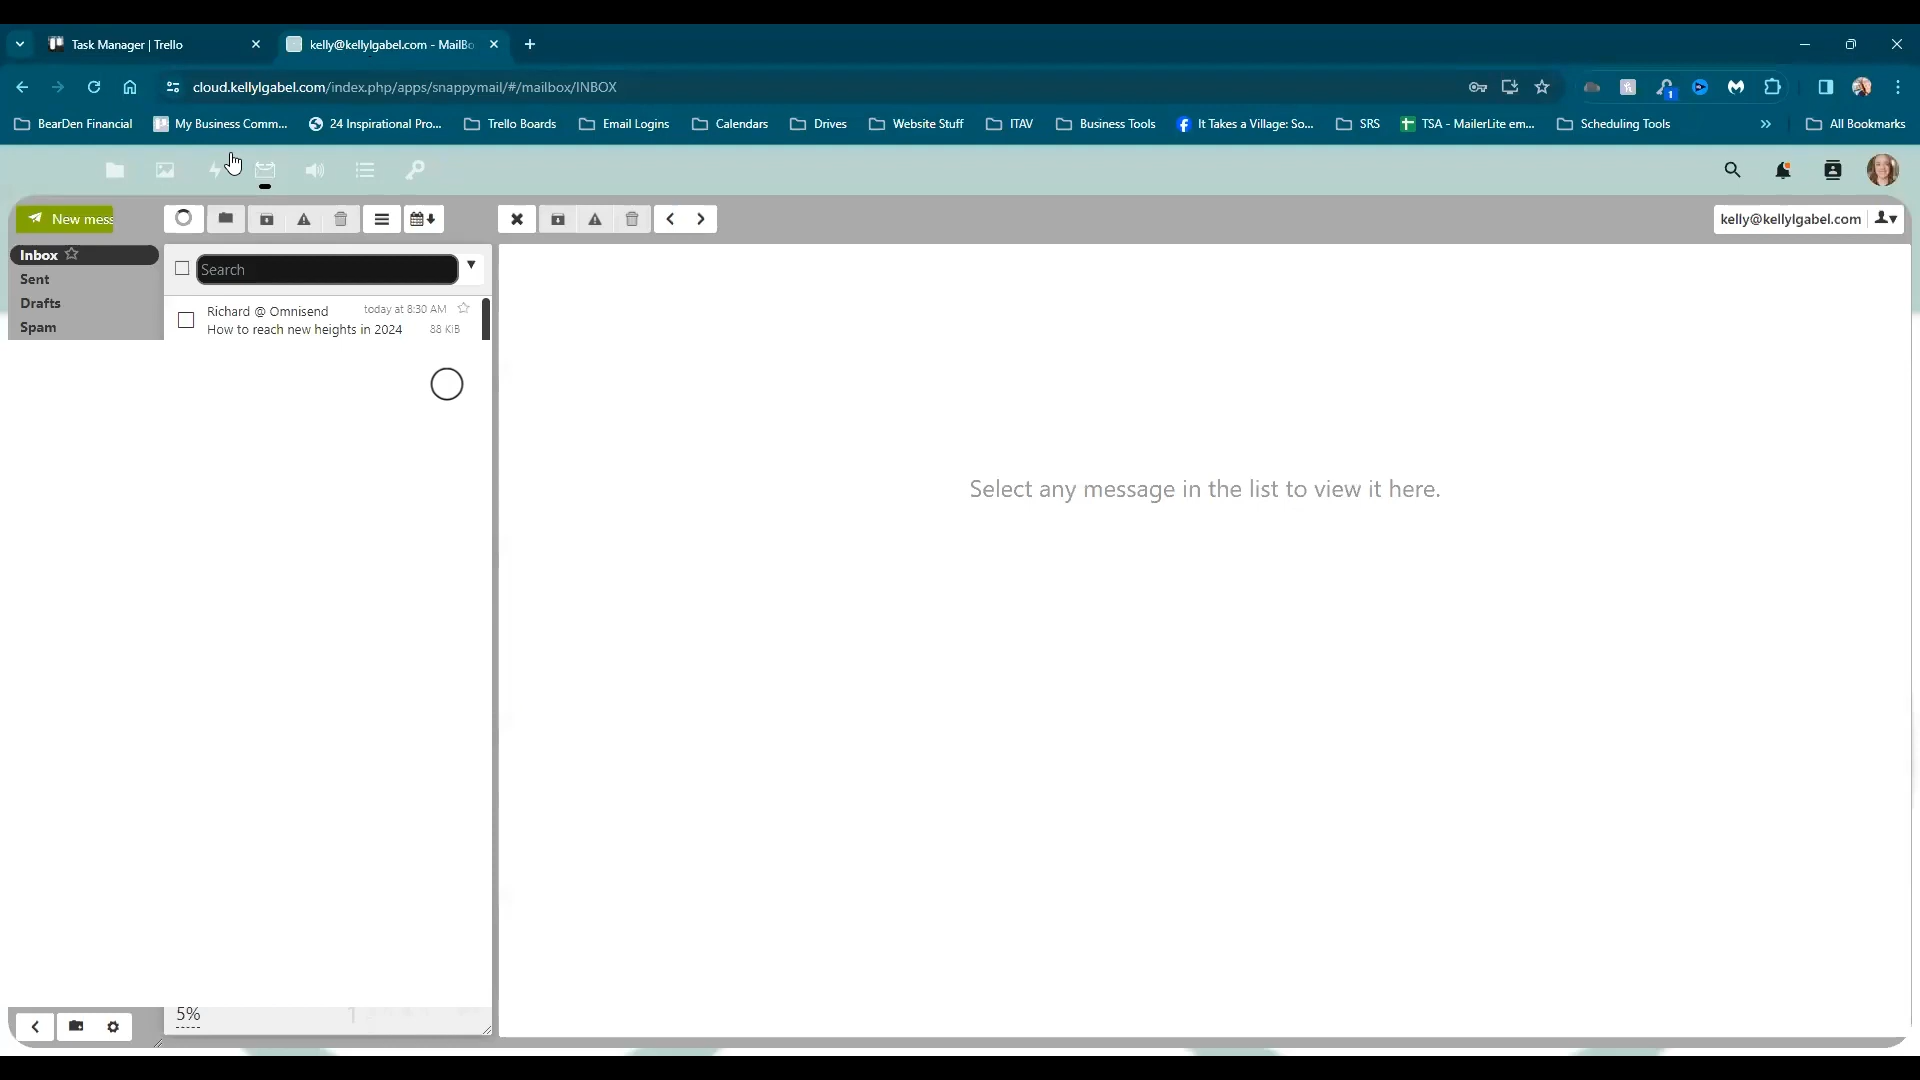 Task Manager | Trello
kelly@kellylgabel.com - MailBo
cloud.kellylgabel.com/index.php/apps/snappymail/#/mailbox/INBOX
1
BearDen Financial
My Business Comm...
24 Inspirational Pro...
Trello Boards
Email Logins
Calendars
Drives
Website Stuff
ITAV
Business Tools
It Takes a Village: So...
SRS
TSA - MailerLite em...
Scheduling Tools
»
All Bookmarks
New mess
kelly@kellylgabel.com
Inbox
Search
Sent
Drafts
Spam
Richard @ Omnisend today at 8:30 AM
How to reach new heights in 2024 88 KiB
Select any message in the list to view it here.
5%
1